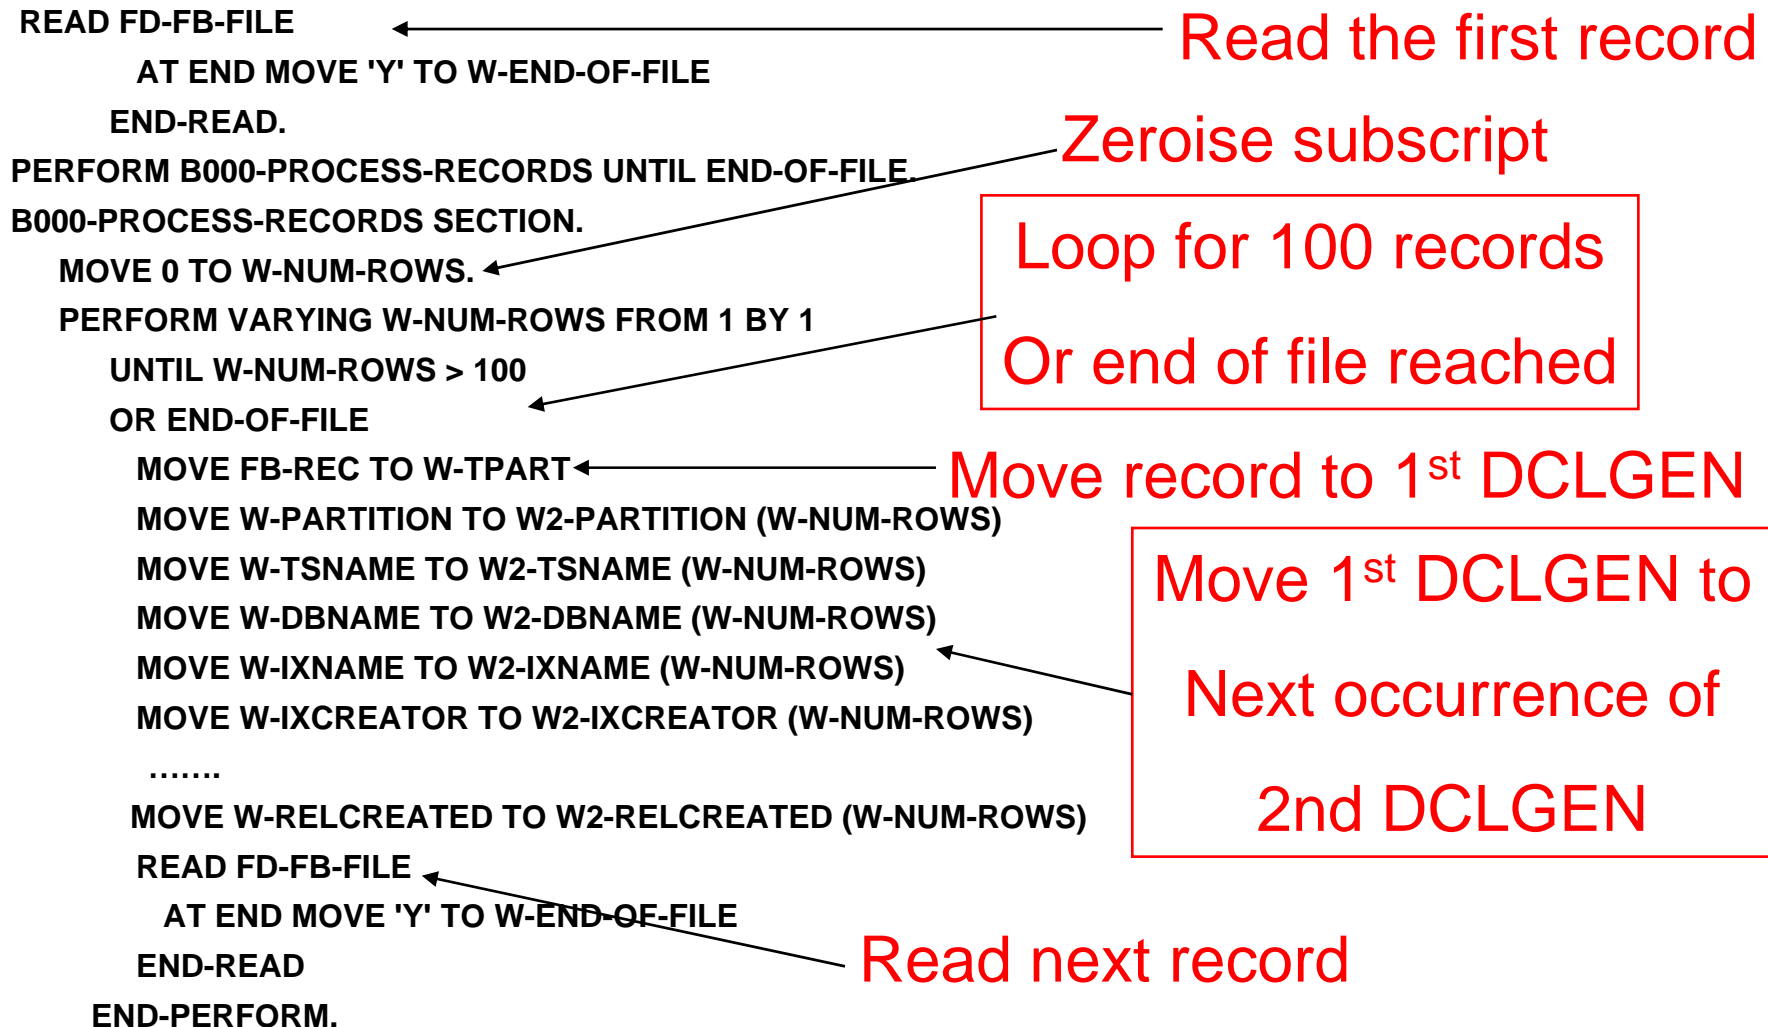 READ FD-FB-FILE
Read the first record
AT END MOVE 'Y' TO W-END-OF-FILE
END-READ.
Zeroise subscript
PERFORM B000-PROCESS-RECORDS UNTIL END-OF-FILE.
B000-PROCESS-RECORDS SECTION.
Loop for 100 records
MOVE 0 TO W-NUM-ROWS.
PERFORM VARYING W-NUM-ROWS FROM 1 BY 1
Or end of file reached
UNTIL W-NUM-ROWS > 100
OR END-OF-FILE
MOVE FB-REC TO W-TPART
Move record to 1st DCLGEN
MOVE W-PARTITION TO W2-PARTITION (W-NUM-ROWS)
MOVE W-TSNAME TO W2-TSNAME (W-NUM-ROWS)
Move 1st DCLGEN to
MOVE W-DBNAME TO W2-DBNAME (W-NUM-ROWS)
MOVE W-IXNAME TO W2-IXNAME (W-NUM-ROWS)
Next occurrence of
MOVE W-IXCREATOR TO W2-IXCREATOR (W-NUM-ROWS)
…….
2nd DCLGEN
MOVE W-RELCREATED TO W2-RELCREATED (W-NUM-ROWS)
READ FD-FB-FILE
AT END MOVE 'Y' TO W-END-OF-FILE
Read next record
END-READ
END-PERFORM.